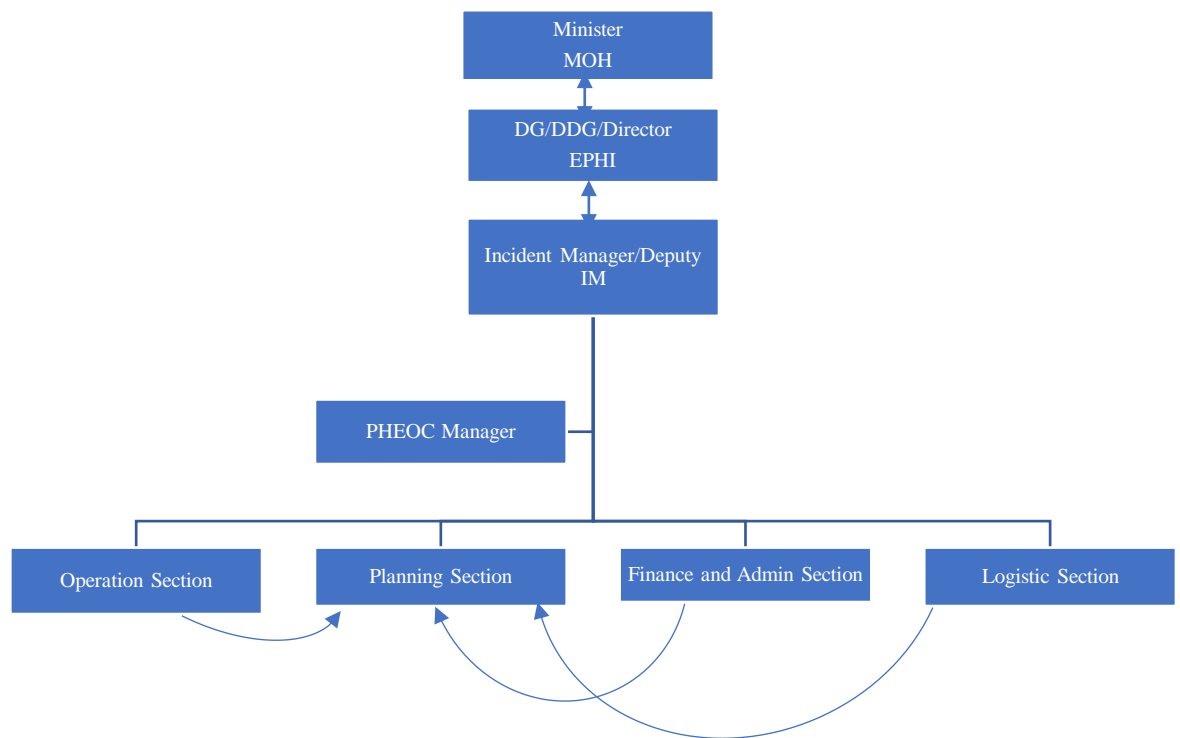 Minister
MOH
DG/DDG/Director
EPHI
Incident Manager/Deputy
IM
PHEOC Manager
Operation Section
Planning Section
Finance and Admin Section
Logistic Section